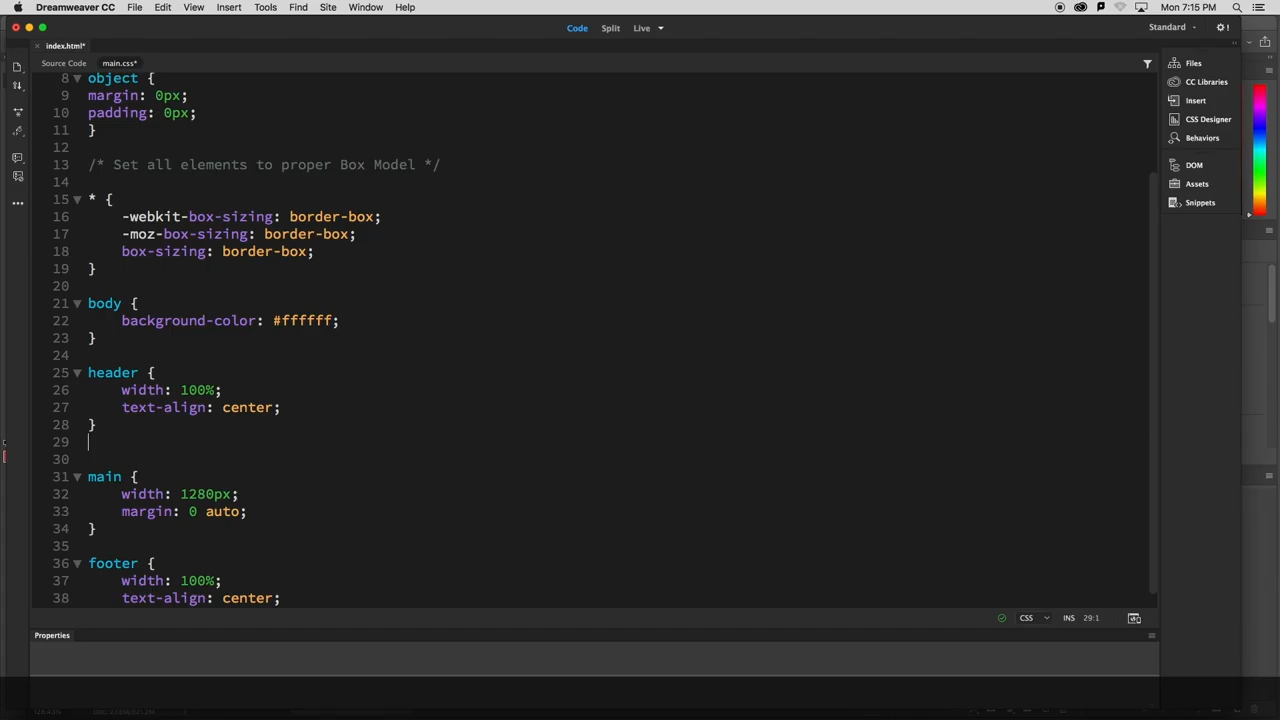 Dreamweaver CC File Edit View Insert Tools Find Site Window Help Mon 7:15 PM
Code Split Live Standard
index.html*
Source Code main.css*
8 object {
9 margin: 0px;
10 padding: 0px;
11 }
12
13 /* Set all elements to proper Box Model */
14
15 * {
16 -webkit-box-sizing: border-box;
17 -moz-box-sizing: border-box;
18 box-sizing: border-box;
19 }
20
21 body {
22 background-color: #ffffff;
23 }
24
25 header {
26 width: 100%;
27 text-align: center;
28 }
29
30
31 main {
32 width: 1280px;
33 margin: 0 auto;
34 }
35
36 footer {
37 width: 100%;
38 text-align: center;
Files
CC Libraries
Insert
CSS Designer
Behaviors
DOM
Assets
Snippets
CSS INS 29:1
Properties